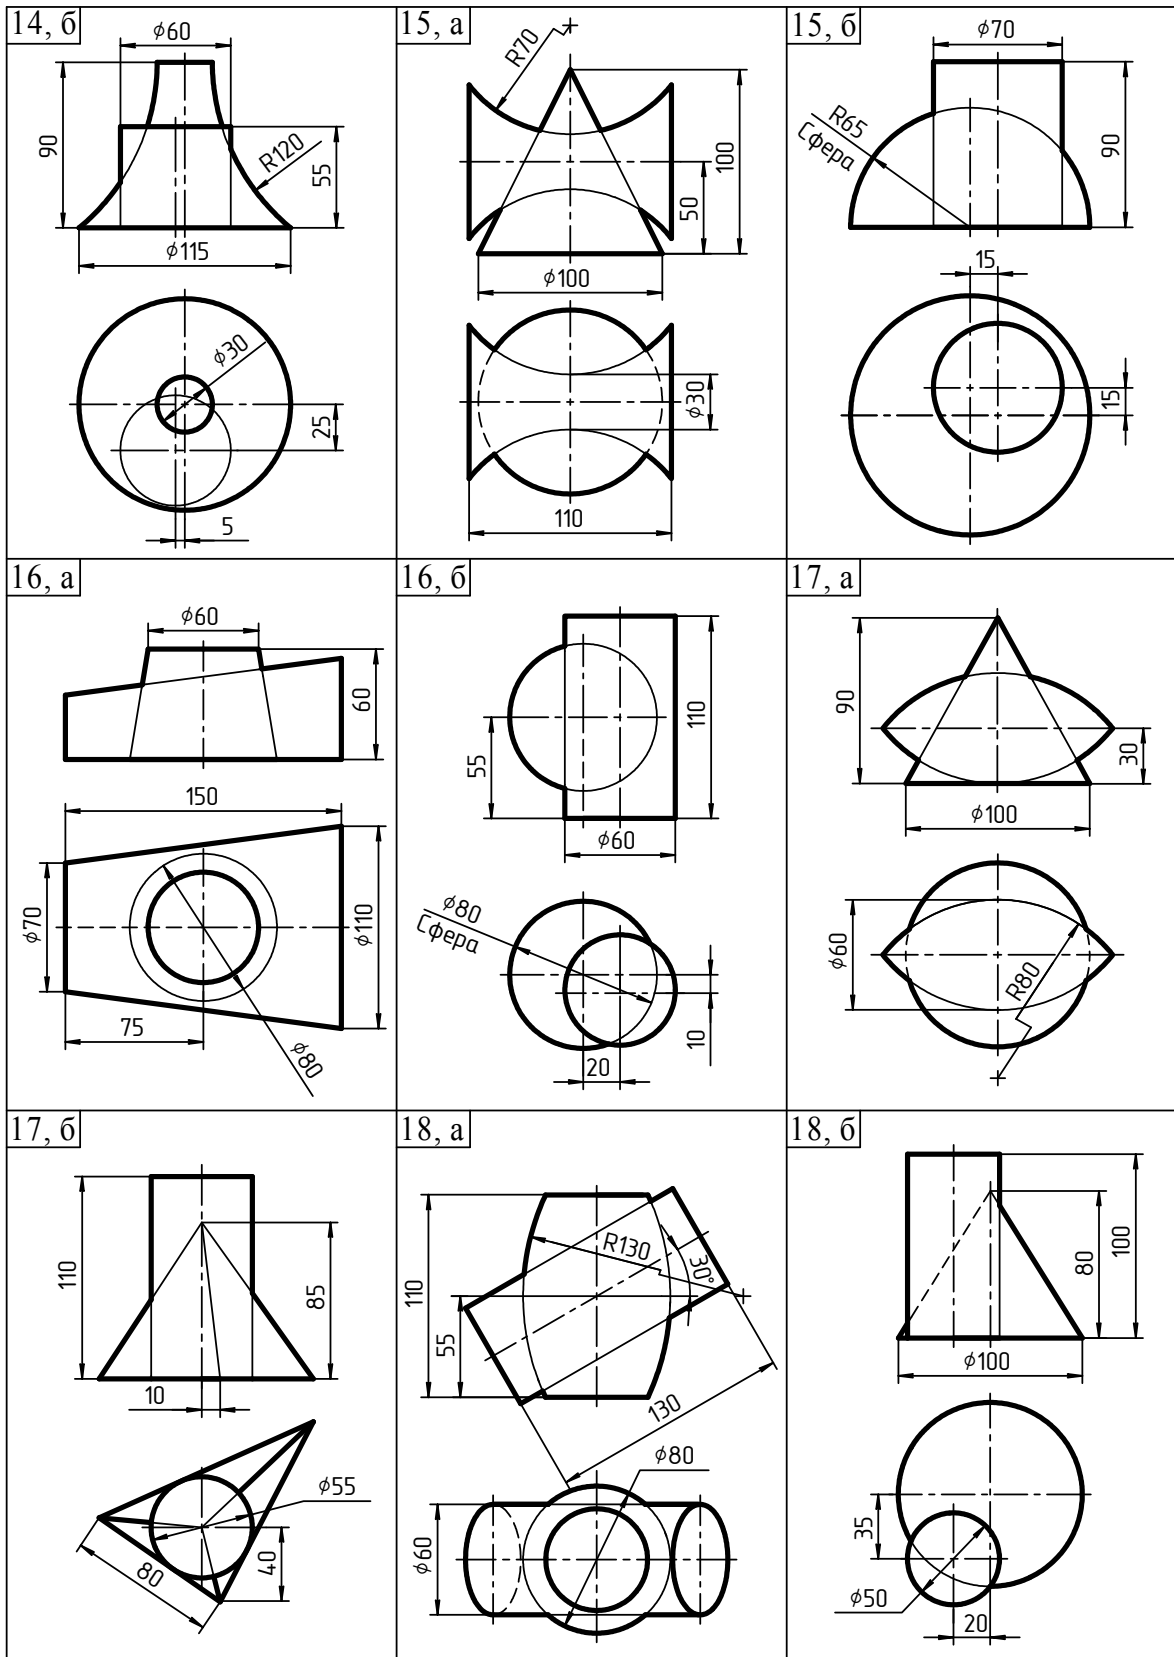 14, б
ϕ60
90
R120
55
ϕ115
ϕ30
25
5
15, а
R70
100
50
ϕ100
ϕ30
110
15, б
ϕ70
R65
Сфера
90
15
15
16, а
ϕ60
60
150
ϕ70
ϕ110
75
ϕ80
16, б
110
55
ϕ60
ϕ80
Сфера
10
20
17, а
90
30
ϕ100
ϕ60
R80
17, б
110
85
10
ϕ55
80
40
18, а
R130
30°
110
55
130
ϕ80
ϕ60
18, б
100
80
ϕ100
35
ϕ50
20